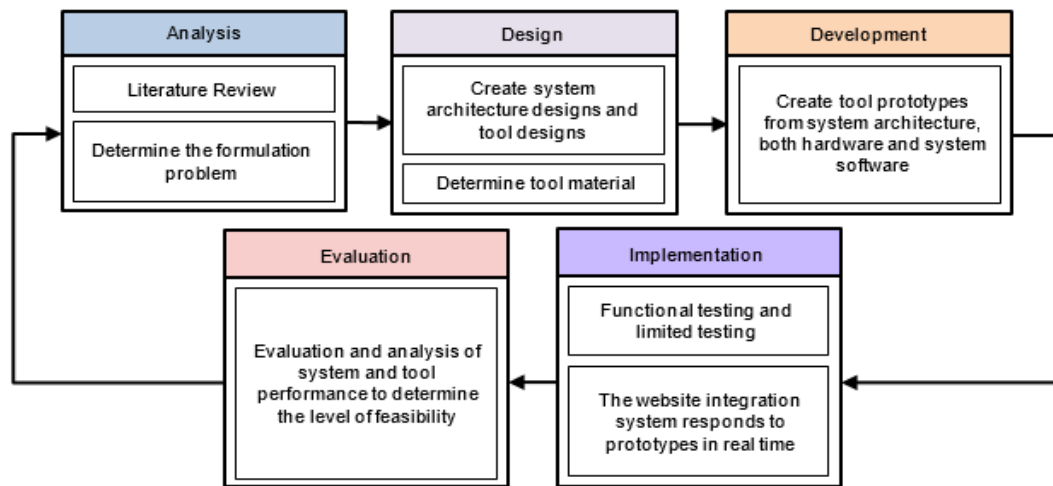 Analysis
Literature Review
Determine the formulation
problem
Design
Create system
architecture designs and
tool designs
Determine tool material
Development
Create tool prototypes
from system architecture,
both hardware and system
software
Implementation
Functional testing and
limited testing
The website integration
system responds to
prototypes in real time
Evaluation
Evaluation and analysis of
system and tool
performance to determine
the level of feasibility